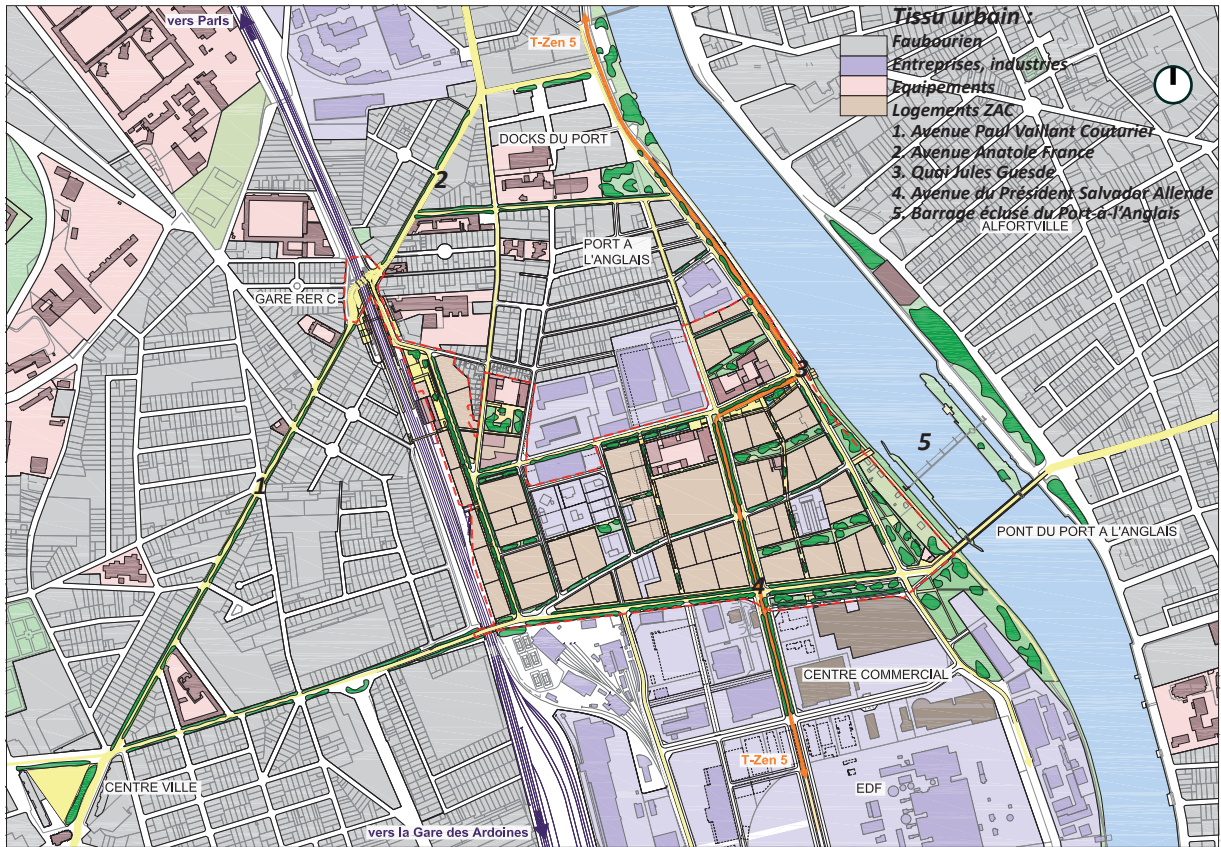 vers Paris
T-Zen 5
Tissu urbain :
Faubourien
Entreprises, industries
Equipements
Logements ZAC
1. Avenue Paul Vaillant Couturier
2. Avenue Anatole France
3. Quai Jules Guesde
4. Avenue du Président Salvador Allende
5. Barrage éclusé du Port-à-l'Anglais
ALFORTVILLE
DOCKS DU PORT
2
PORT A
L'ANGLAIS
GARE RER C
3
5
1
PONT DU PORT A L'ANGLAIS
4
CENTRE COMMERCIAL
T-Zen 5
CENTRE VILLE
EDF
vers la Gare des Ardoines